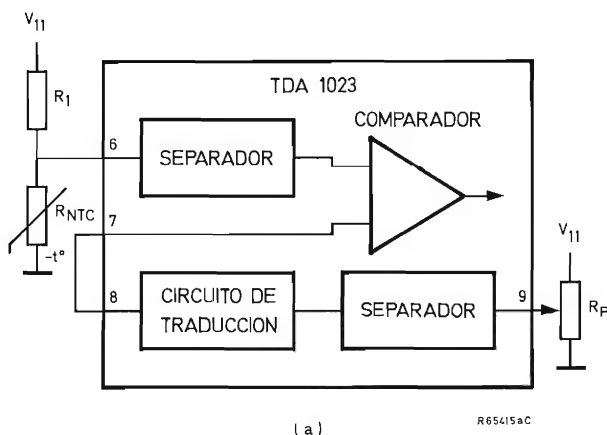 V11
R1
TDA 1023
COMPARADOR
6
SEPARADOR
RNTC
-t°
7
V11
8
CIRCUITO DE
TRADUCCION
SEPARADOR
9
RP
(a)
R65415aC